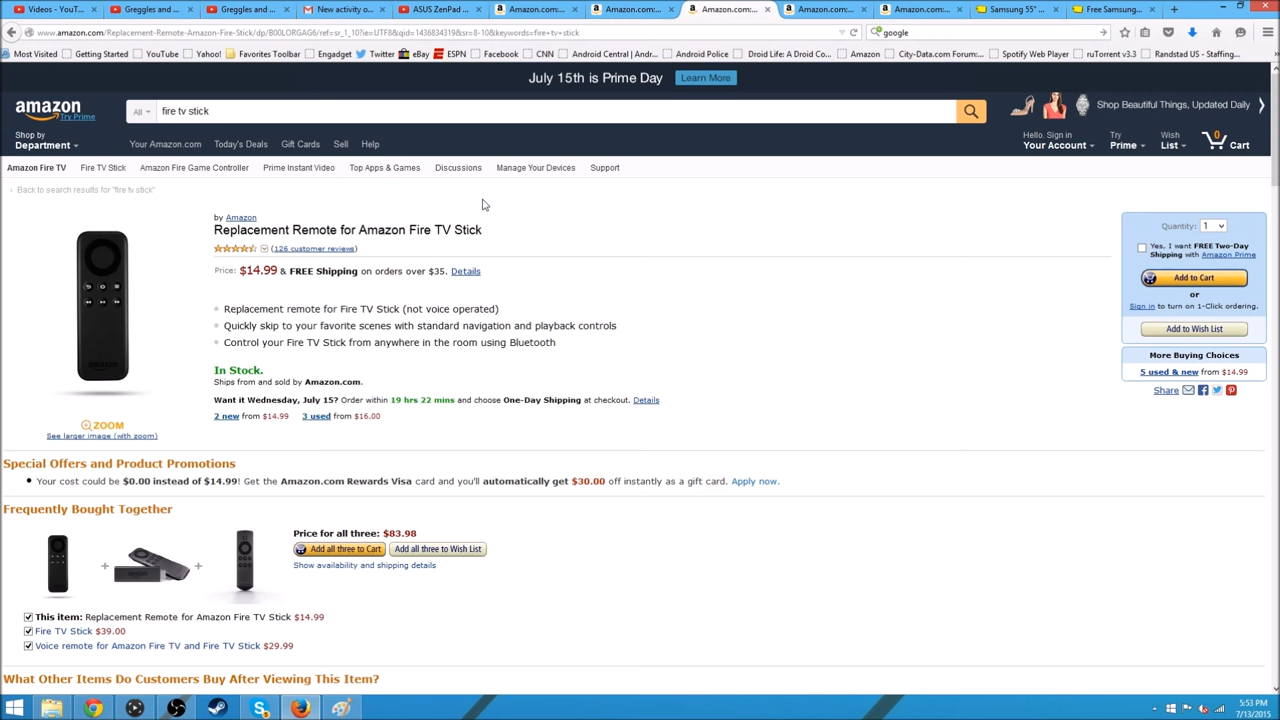 Videos - YouT... Greggles and ... Greggles and ... New activity o... ASUS ZenPad ... Amazon.com:... Amazon.com:... Amazon.com:... Amazon.com:... Amazon.com:... Samsung 55" ... Free Samsung...
www.amazon.com/Replacement-Remote-Amazon-Fire-Stick/dp/B00LORGAG6/ref=sr_1_10?ie=UTF8&qid=1436834319&sr=8-10&keywords=fire+tv+stick google
Most Visited Getting Started YouTube Yahoo! Favorites Toolbar Engadget Twitter eBay ESPN Facebook CNN Android Central | An... Android Police Droid Life: A Droid Co... Amazon City-Data.com Forum:... Spotify Web Player ruTorrent v3.3 Randstad US - Staffing...
July 15th is Prime Day Learn More
amazon
Try Prime
All fire tv stick
Shop Beautiful Things, Updated Daily
Shop by
Department
Your Amazon.com Today's Deals Gift Cards Sell Help
Hello. Sign in
Your Account
Try
Prime
Wish
List
0
Cart
Amazon Fire TV Fire TV Stick Amazon Fire Game Controller Prime Instant Video Top Apps & Games Discussions Manage Your Devices Support
‹ Back to search results for "fire tv stick"
by Amazon
Replacement Remote for Amazon Fire TV Stick
(126 customer reviews)
Price: $14.99 & FREE Shipping on orders over $35. Details
Replacement remote for Fire TV Stick (not voice operated)
Quickly skip to your favorite scenes with standard navigation and playback controls
Control your Fire TV Stick from anywhere in the room using Bluetooth
In Stock.
Ships from and sold by Amazon.com.
Want it Wednesday, July 15? Order within 19 hrs 22 mins and choose One-Day Shipping at checkout. Details
2 new from $14.99 3 used from $16.00
ZOOM
See larger image (with zoom)
Quantity: 1
Yes, I want FREE Two-Day
Shipping with Amazon Prime
Add to Cart
or
Sign in to turn on 1-Click ordering.
Add to Wish List
More Buying Choices
5 used & new from $14.99
Share
Special Offers and Product Promotions
Your cost could be $0.00 instead of $14.99! Get the Amazon.com Rewards Visa card and you'll automatically get $30.00 off instantly as a gift card. Apply now.
Frequently Bought Together
Price for all three: $83.98
Add all three to Cart Add all three to Wish List
Show availability and shipping details
This item: Replacement Remote for Amazon Fire TV Stick $14.99
Fire TV Stick $39.00
Voice remote for Amazon Fire TV and Fire TV Stick $29.99
What Other Items Do Customers Buy After Viewing This Item?
5:53 PM
7/13/2015